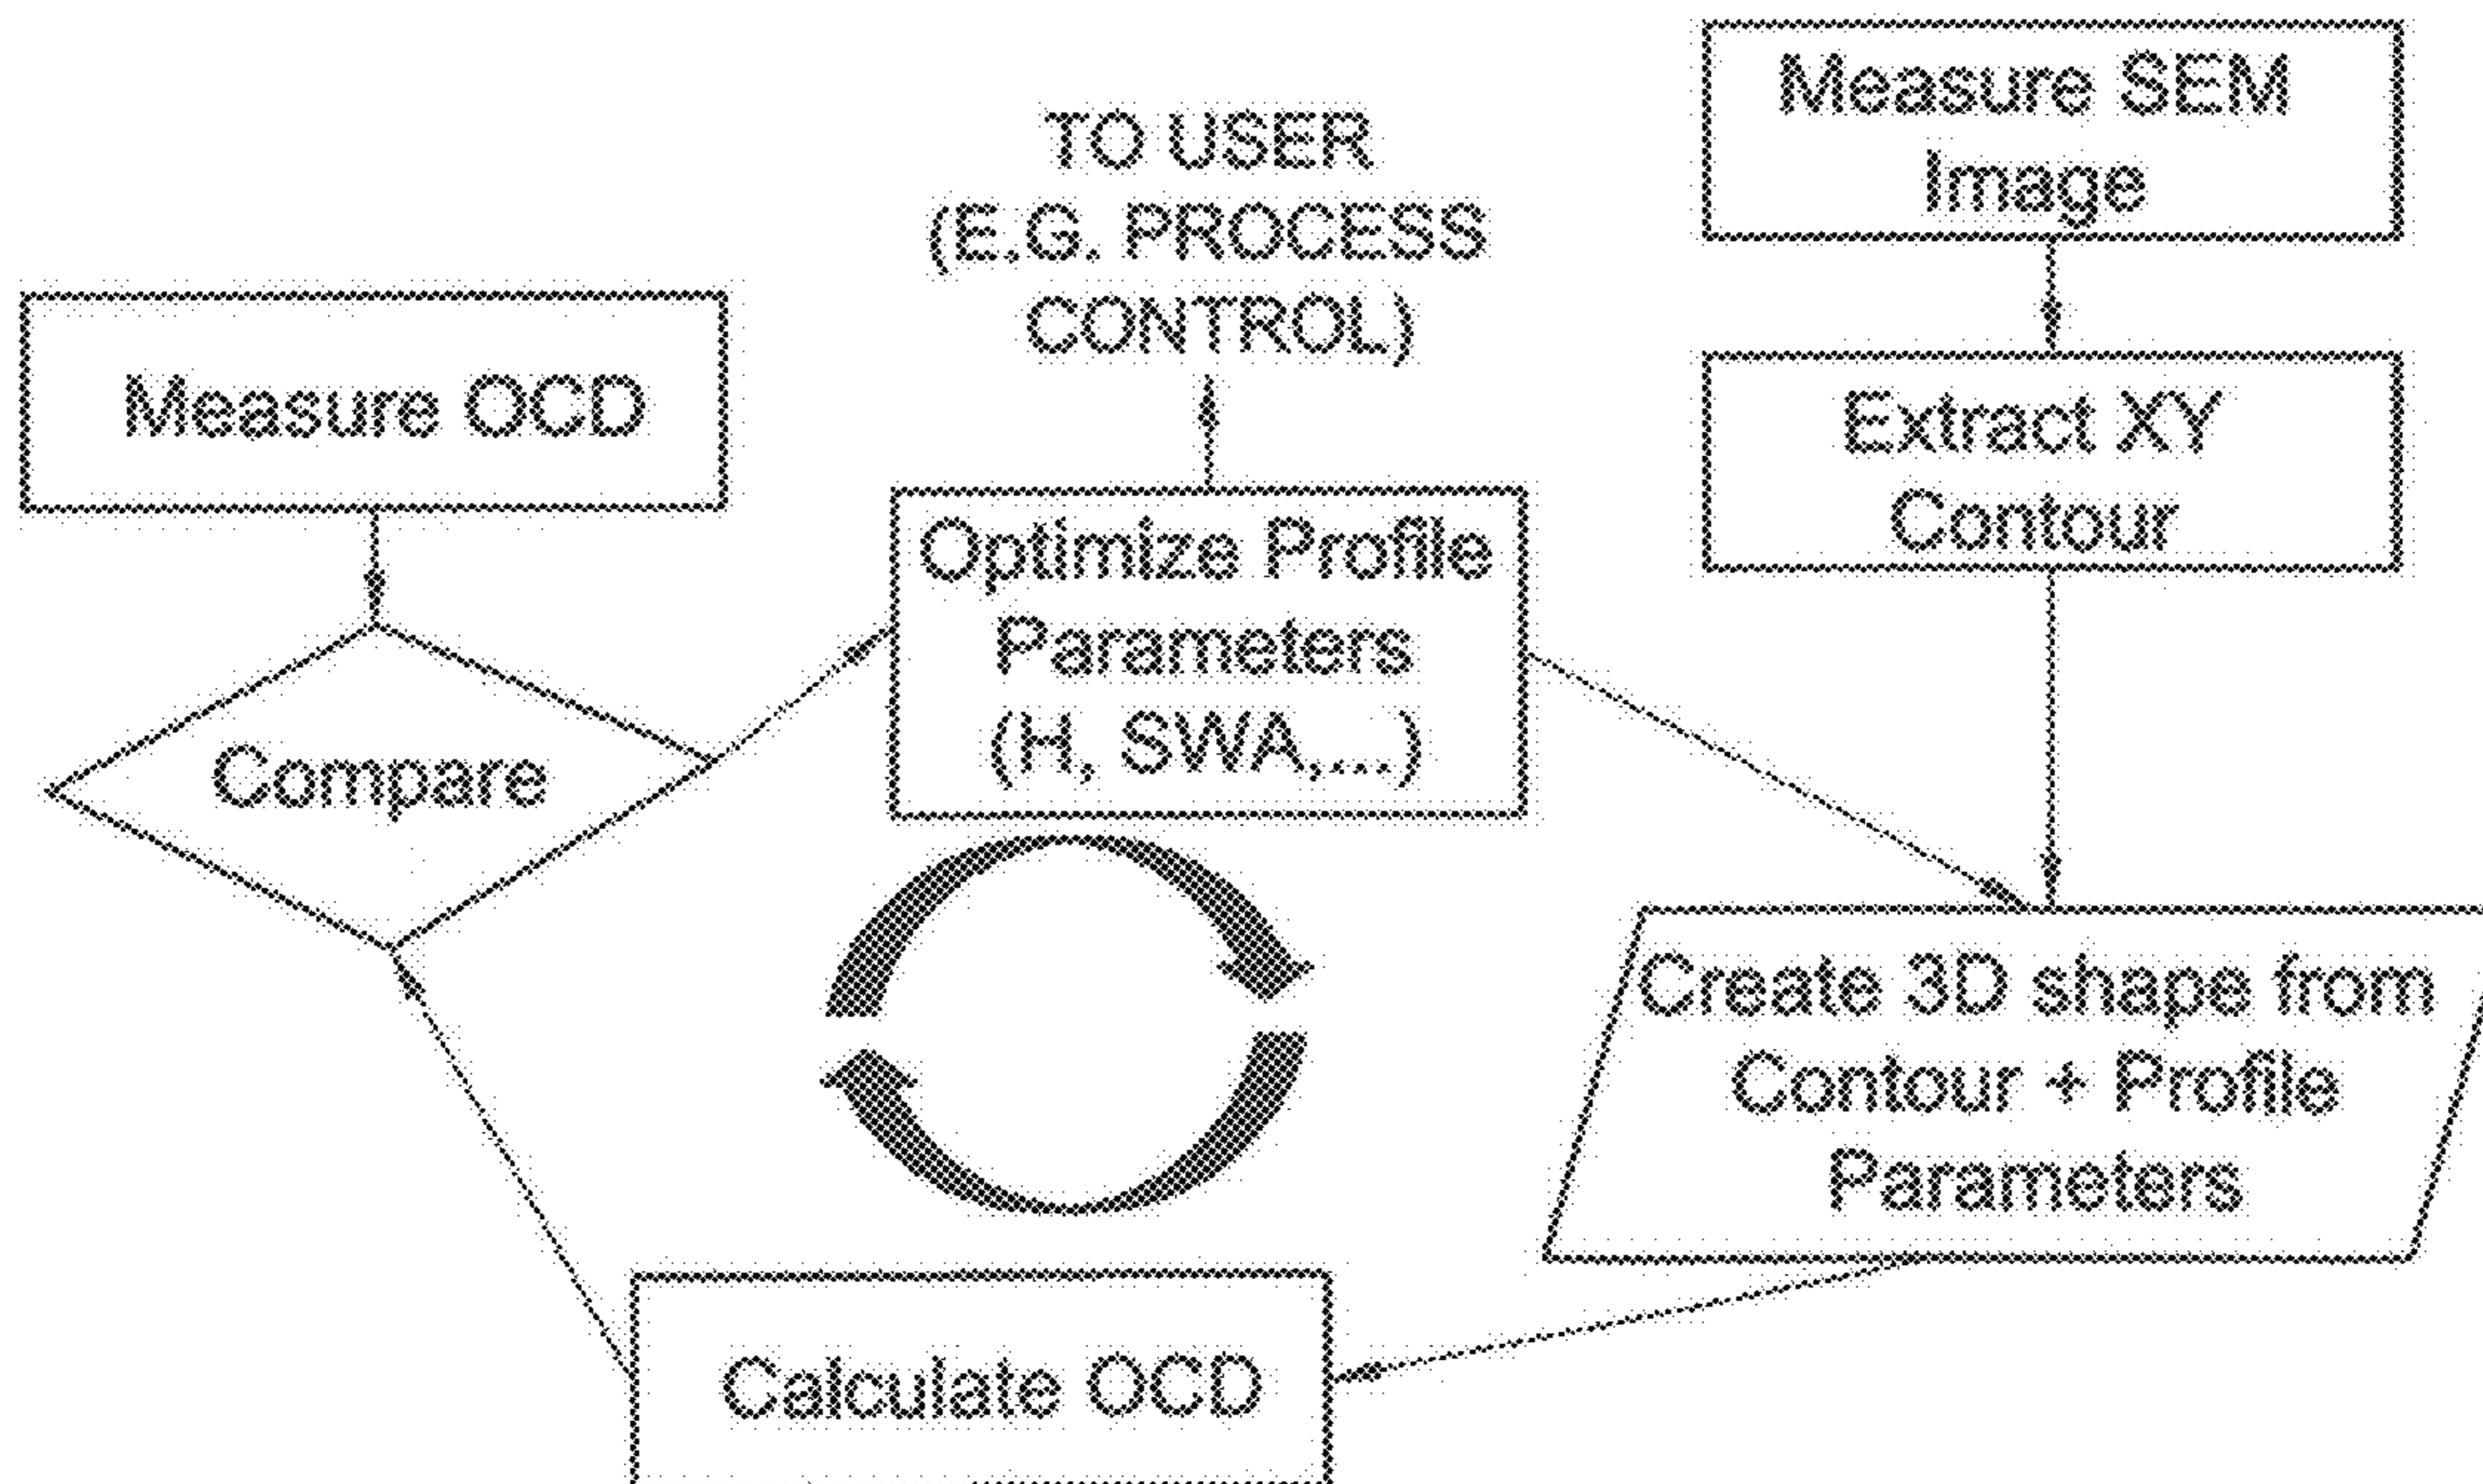 Measure SEM
Image
TO USER
(E.G. PROCESS
CONTROL)
Measure OCD
Extract XY
Contour
Optimize Profile
Parameters
(H, SWA,...)
Compare
Create 3D shape from
Contour + Profile
Parameters
Calculate OCD